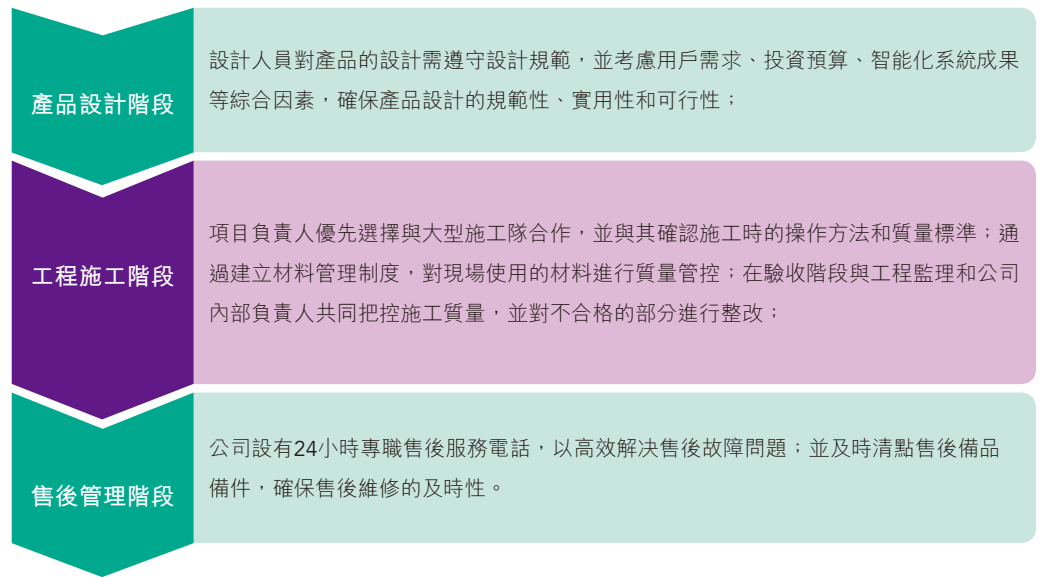 產品設計階段
設計人員對產品的設計需遵守設計規範，並考慮用戶需求、投資預算、智能化系統成果
等綜合因素，確保產品設計的規範性、實用性和可行性；
工程施工階段
項目負責人優先選擇與大型施工隊合作，並與其確認施工時的操作方法和質量標準；通
過建立材料管理制度，對現場使用的材料進行質量管控；在驗收階段與工程監理和公司
內部負責人共同把控施工質量，並對不合格的部分進行整改；
售後管理階段
公司設有24小時專職售後服務電話，以高效解决售後故障問題；並及時清點售後備品
備件，確保售後維修的及時性。